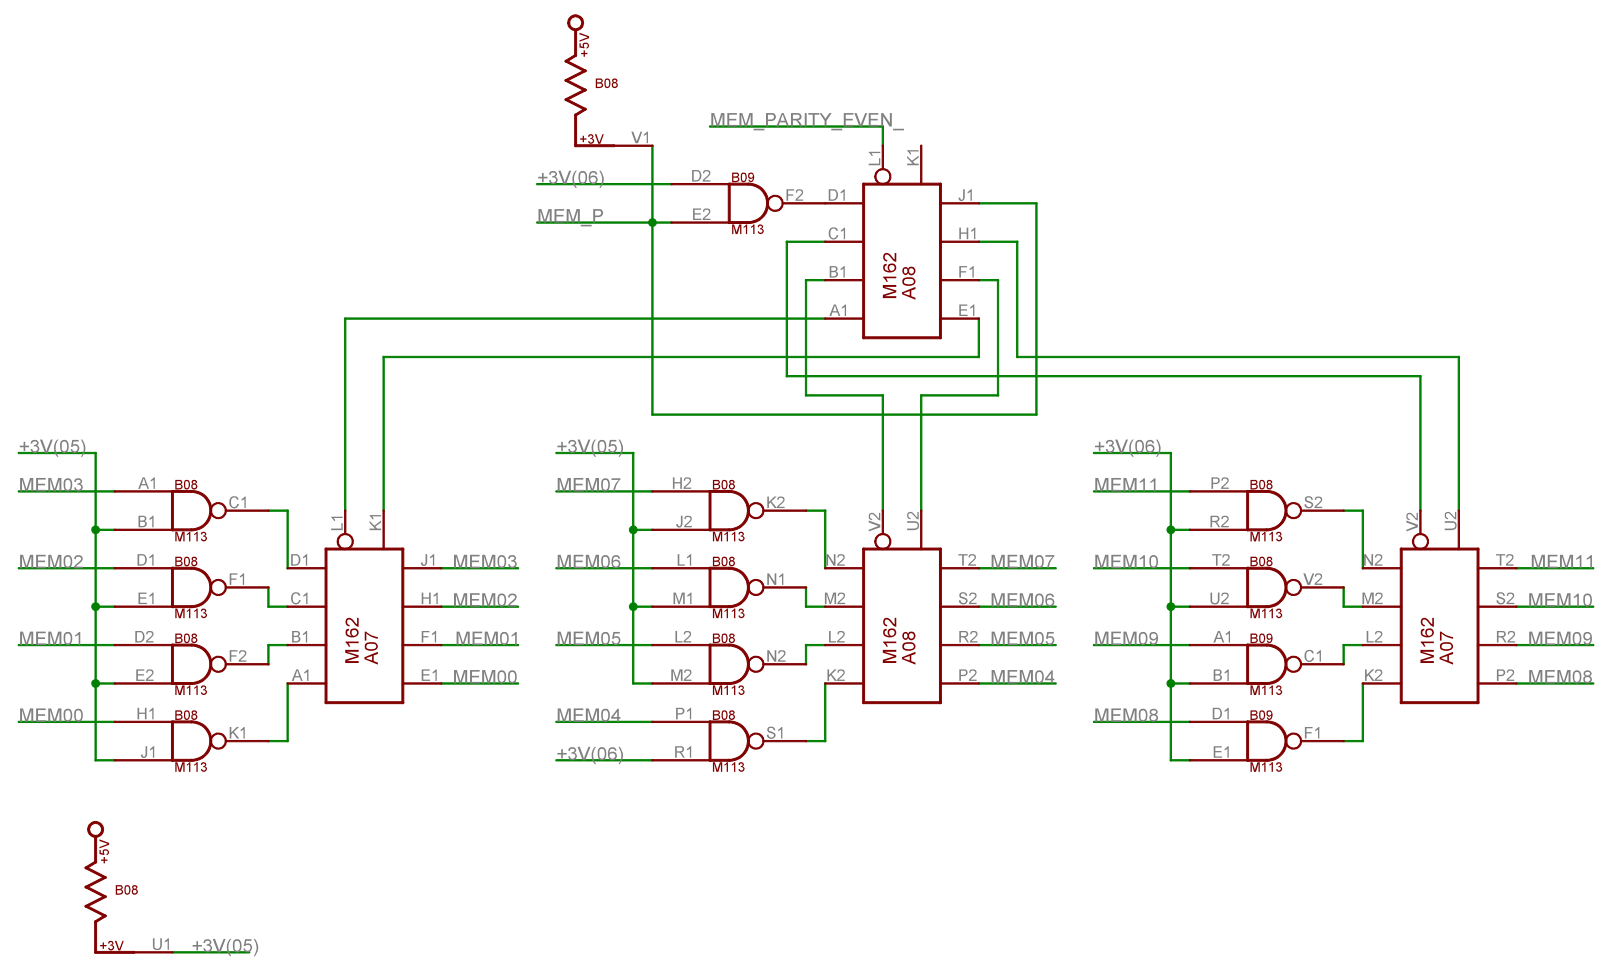 +5V
B08
+3V V1
MEM_PARITY_EVEN_
L1 K1
+3V(06) D2 B09 F2 D1 J1
MEM_P E2 M113 C1 H1
B1 M162 A08 F1
A1 E1
+3V(05) +3V(05) +3V(06)
MEM03 A1 B08 C1 MEM07 H2 B08 K2 MEM11 P2 B08 S2
L1 K1 V2 U2 V2 U2
B1 M113 J2 M113 R2 M113
MEM02 D1 B08 F1 D1 J1 MEM03 MEM06 L1 B08 N1 N2 T2 MEM07 MEM10 T2 B08 V2 N2 T2 MEM11
E1 M113 C1 H1 MEM02 M1 M113 M2 S2 MEM06 U2 M113 M2 S2 MEM10
MEM01 D2 B08 F2 B1 M162 A07 F1 MEM01 MEM05 L2 B08 N2 L2 M162 A08 R2 MEM05 MEM09 A1 B09 C1 L2 M162 A07 R2 MEM09
E2 M113 A1 E1 MEM00 M2 M113 K2 P2 MEM04 B1 M113 K2 P2 MEM08
MEM00 H1 B08 K1 MEM04 P1 B08 S1 MEM08 D1 B09 F1
J1 M113 +3V(06) R1 M113 E1 M113
+5V
B08
+3V U1 +3V(05)